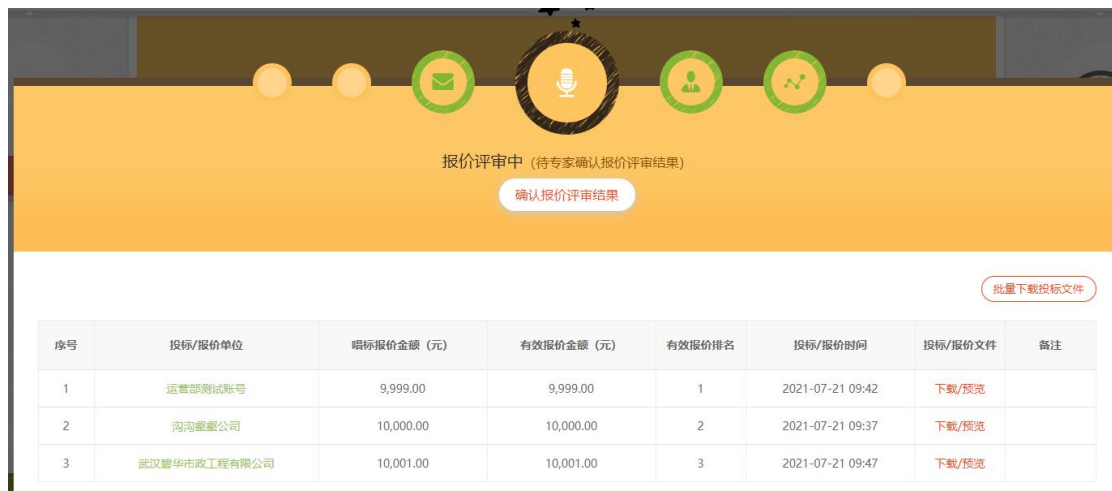 报价评审中（待专家确认报价评审结果）
确认报价评审结果
批量下载投标文件
序号 投标/报价单位 唱标报价金额（元） 有效报价金额（元） 有效报价排名 投标/报价时间 投标/报价文件 备注
1 运营部测试账号 9,999.00 9,999.00 1 2021-07-21 09:42 下载/预览
2 沟沟壑壑公司 10,000.00 10,000.00 2 2021-07-21 09:37 下载/预览
3 武汉碧华市政工程有限公司 10,001.00 10,001.00 3 2021-07-21 09:47 下载/预览